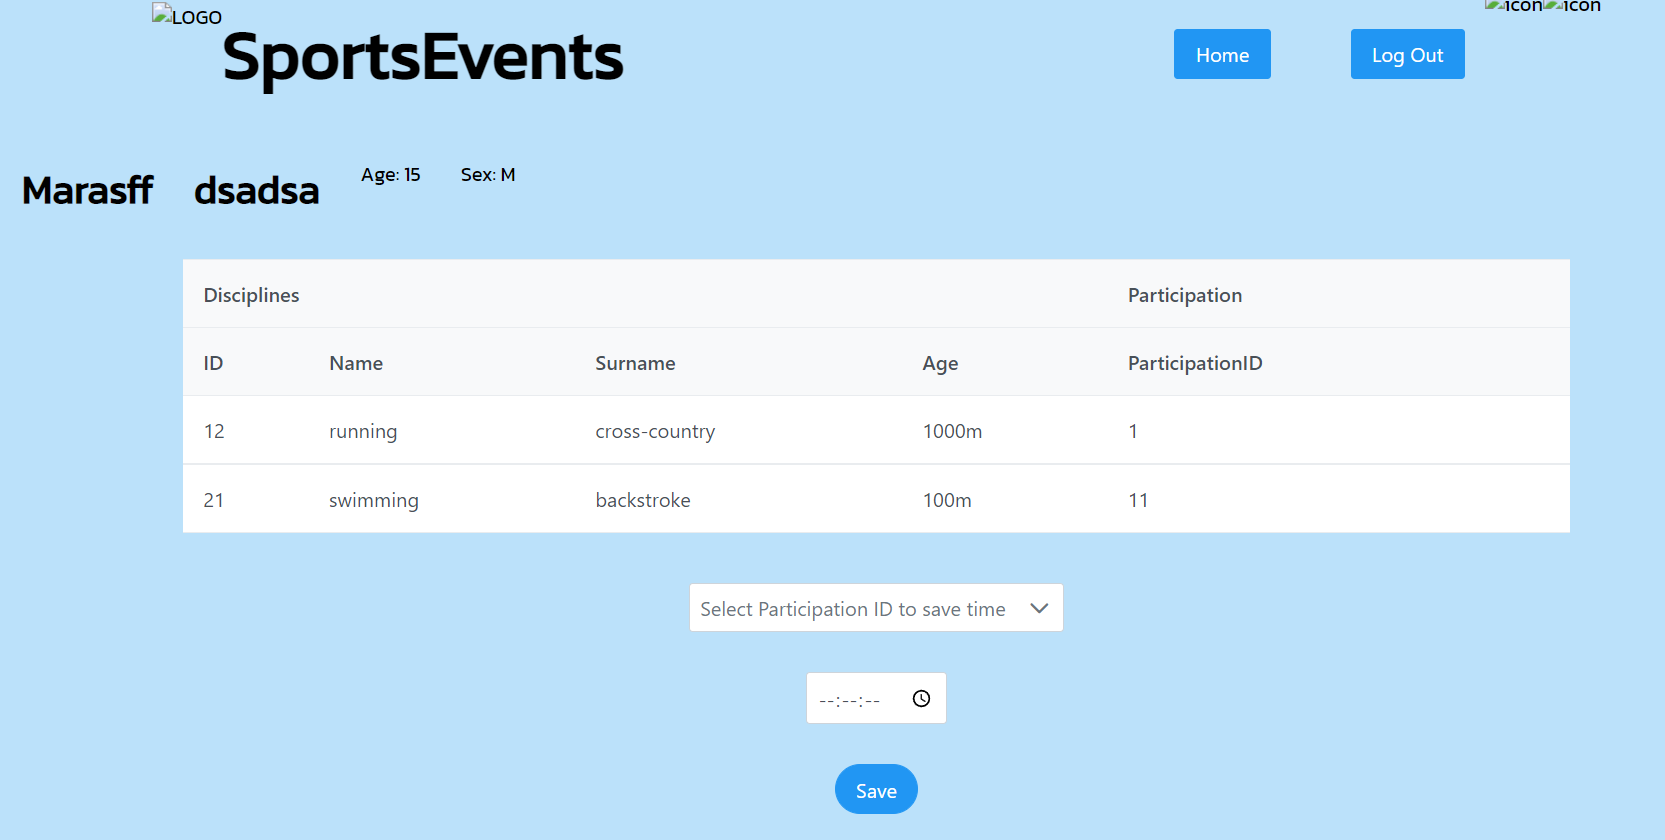 LOGO
SportsEvents
Home
Log Out
icon icon
Marasff dsadsa Age: 15 Sex: M
Disciplines Participation
ID Name Surname Age ParticipationID
12 running cross-country 1000m 1
21 swimming backstroke 100m 11
Select Participation ID to save time
--:--:--
Save